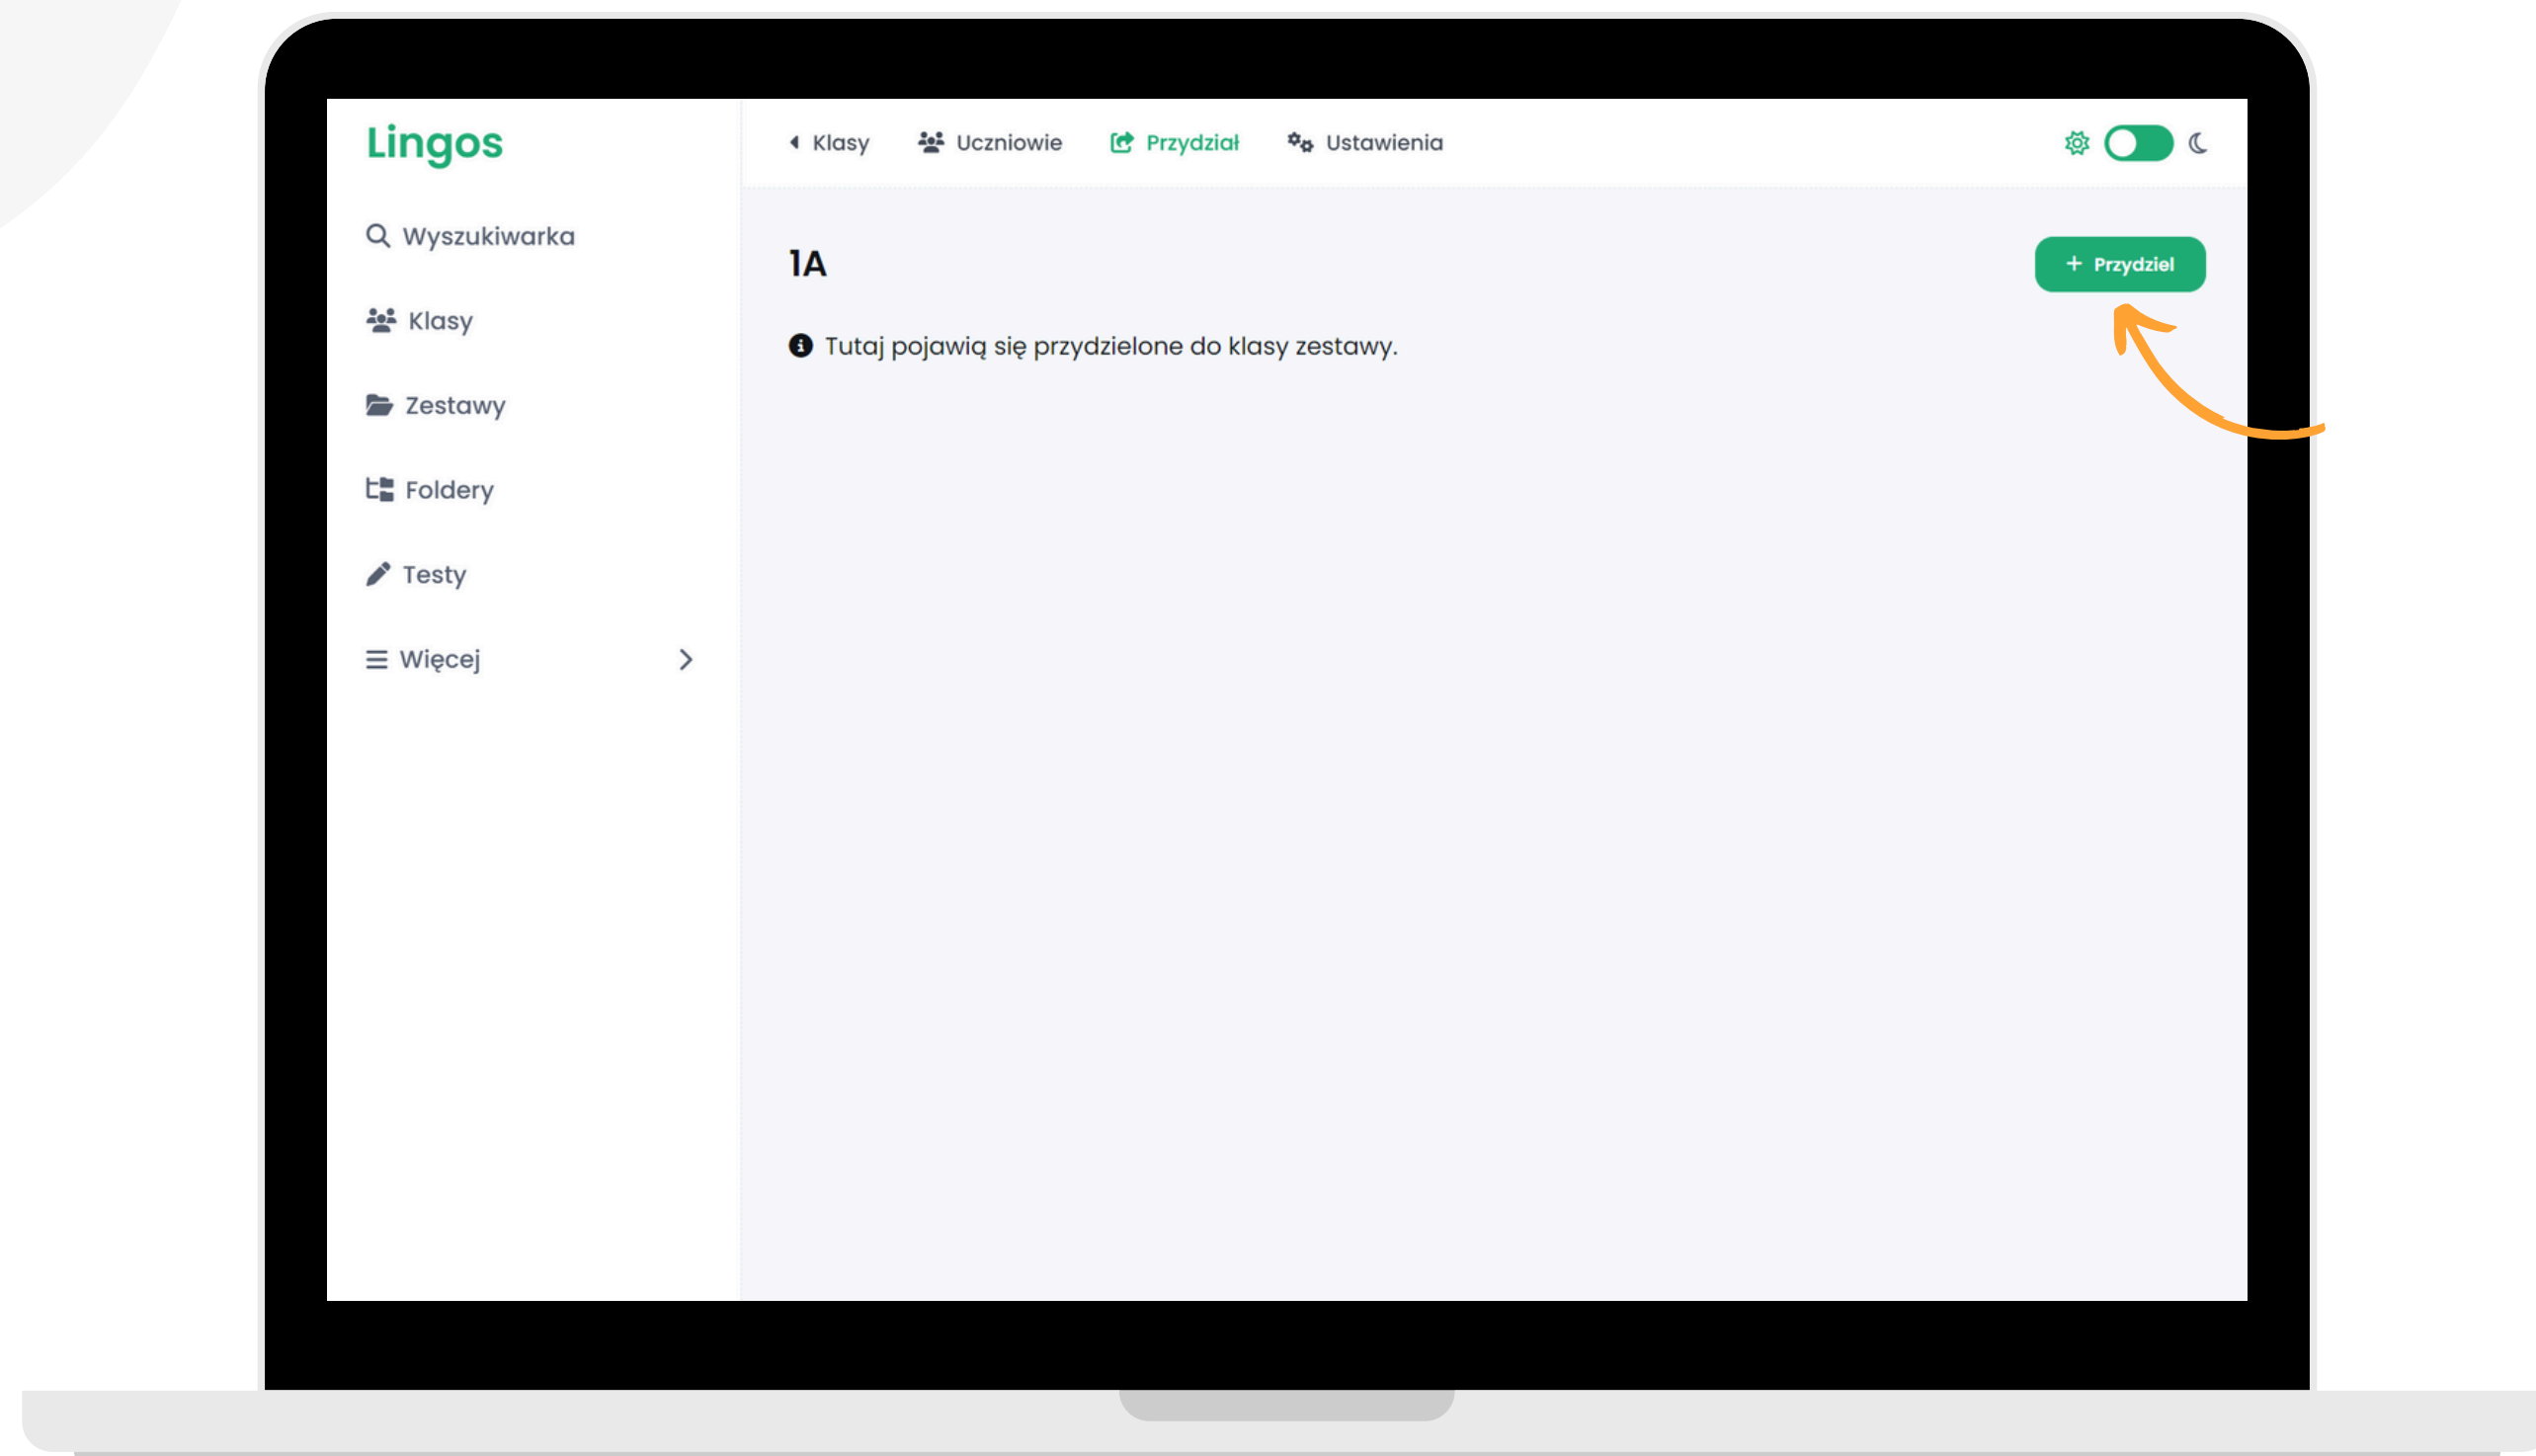 Lingos
Wyszukiwarka
Klasy
Zestawy
Foldery
Testy
Więcej
Klasy Uczniowie Przydział Ustawienia
1A
+ Przydziel
Tutaj pojawią się przydzielone do klasy zestawy.